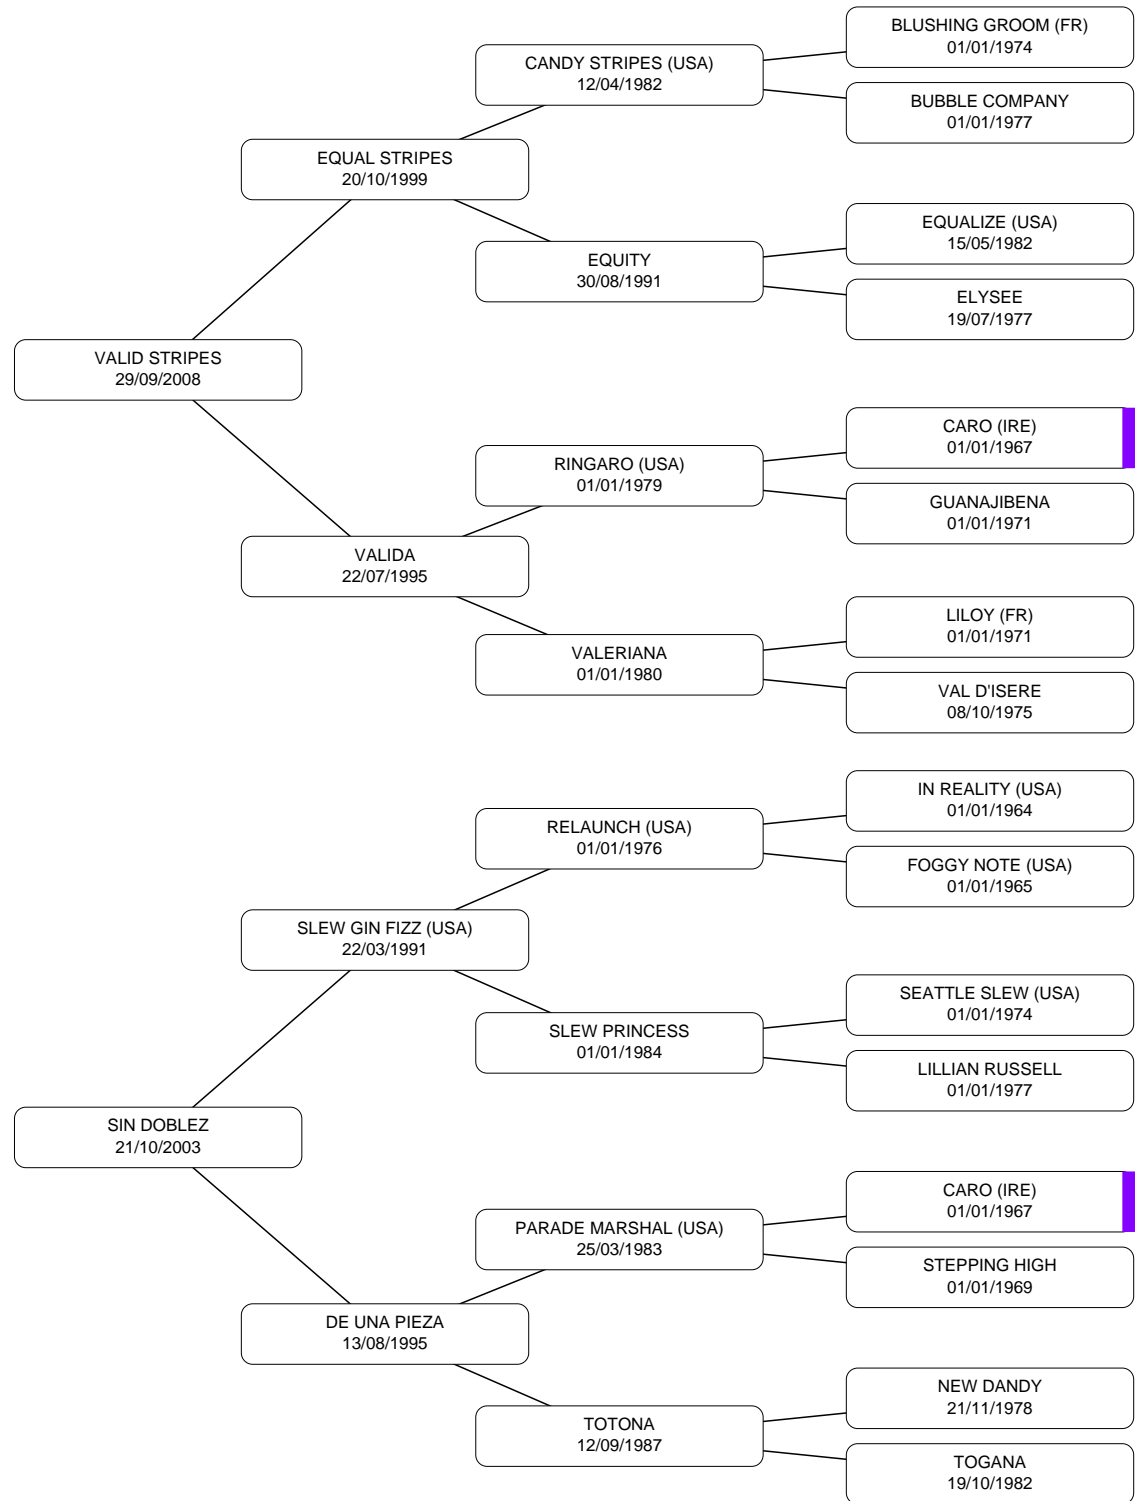 BLUSHING GROOM (FR)
01/01/1974
CANDY STRIPES (USA)
12/04/1982
BUBBLE COMPANY
01/01/1977
EQUAL STRIPES
20/10/1999
EQUALIZE (USA)
15/05/1982
EQUITY
30/08/1991
ELYSEE
19/07/1977
VALID STRIPES
29/09/2008
CARO (IRE)
01/01/1967
RINGARO (USA)
01/01/1979
GUANAJIBENA
01/01/1971
VALIDA
22/07/1995
LILOY (FR)
01/01/1971
VALERIANA
01/01/1980
VAL D'ISERE
08/10/1975
IN REALITY (USA)
01/01/1964
RELAUNCH (USA)
01/01/1976
FOGGY NOTE (USA)
01/01/1965
SLEW GIN FIZZ (USA)
22/03/1991
SEATTLE SLEW (USA)
01/01/1974
SLEW PRINCESS
01/01/1984
LILLIAN RUSSELL
01/01/1977
SIN DOBLEZ
21/10/2003
CARO (IRE)
01/01/1967
PARADE MARSHAL (USA)
25/03/1983
STEPPING HIGH
01/01/1969
DE UNA PIEZA
13/08/1995
NEW DANDY
21/11/1978
TOTONA
12/09/1987
TOGANA
19/10/1982